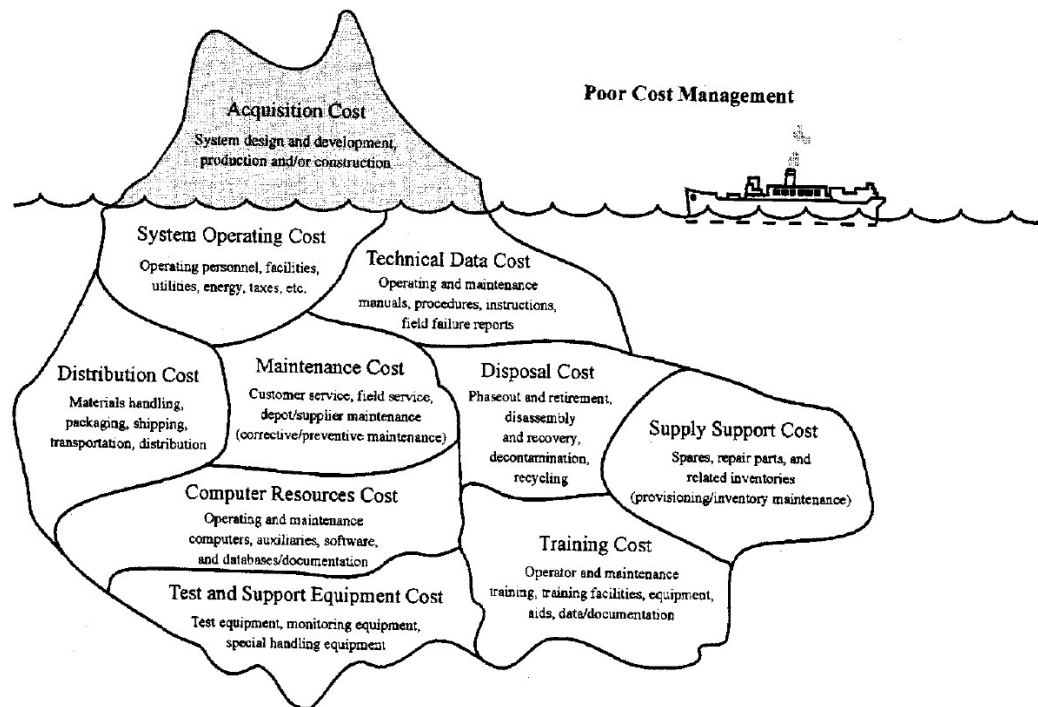 Poor Cost Management
Acquisition Cost
System design and development,
production and/or construction
System Operating Cost
Operating personnel, facilities,
utilities, energy, taxes, etc.
Technical Data Cost
Operating and maintenance
manuals, procedures, instructions,
field failure reports
Distribution Cost
Materials handling,
packaging, shipping,
transportation, distribution
Maintenance Cost
Customer service, field service,
depot/supplier maintenance
(corrective/preventive maintenance)
Disposal Cost
Phaseout and retirement,
disassembly
and recovery,
decontamination,
recycling
Supply Support Cost
Spares, repair parts, and
related inventories
(provisioning/inventory maintenance)
Computer Resources Cost
Operating and maintenance
computers, auxiliaries, software,
and databases/documentation
Training Cost
Operator and maintenance
training, training facilities, equipment,
aids, data/documentation
Test and Support Equipment Cost
Test equipment, monitoring equipment,
special handling equipment